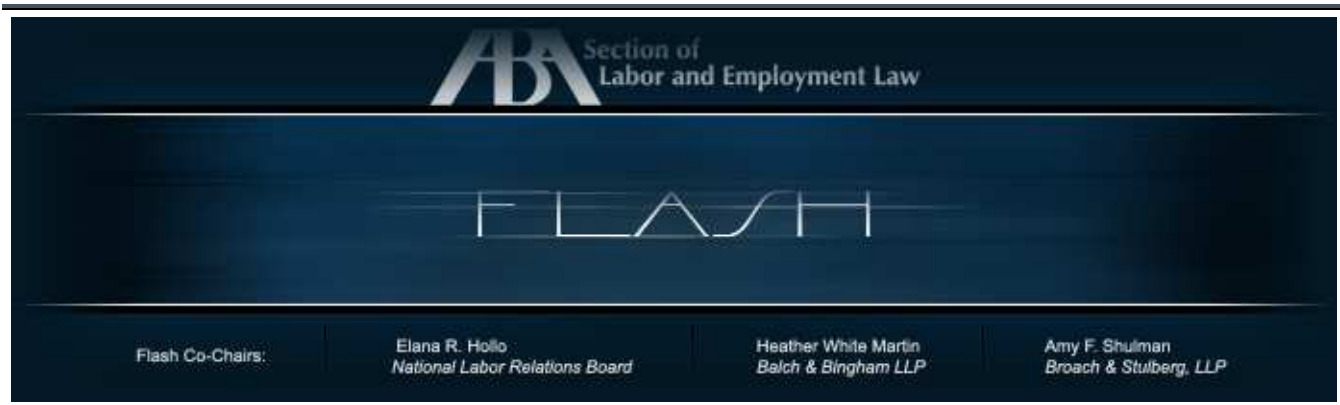 ABA Section of
Labor and Employment Law
FLASH
Flash Co-Chairs:
Elana R. Hollo
National Labor Relations Board
Heather White Martin
Balch & Bingham LLP
Amy F. Shulman
Broach & Stulberg, LLP